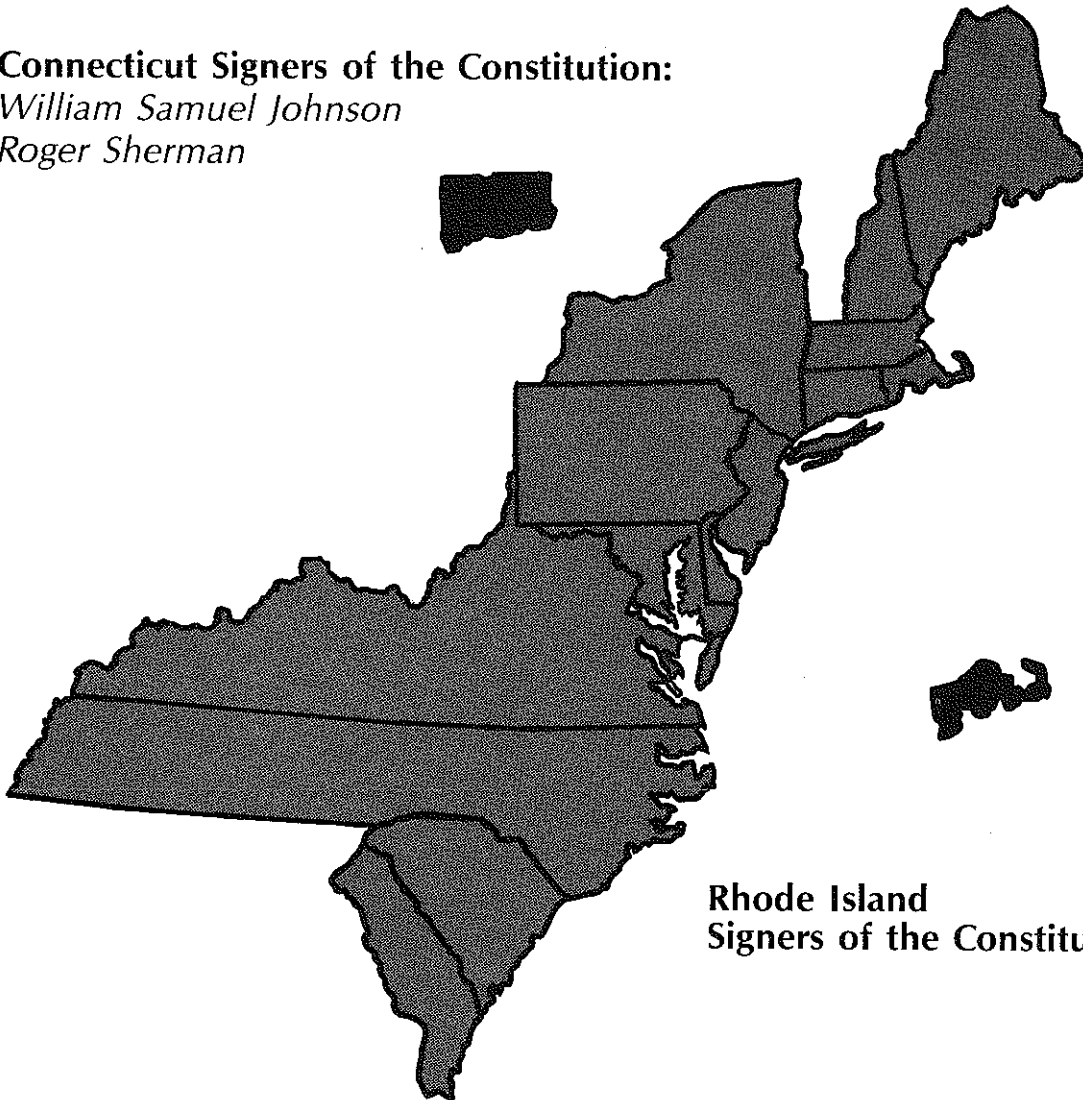 Connecticut Signers of the Constitution:
William Samuel Johnson
Roger Sherman
Rhode Island
Signers of the Constitu